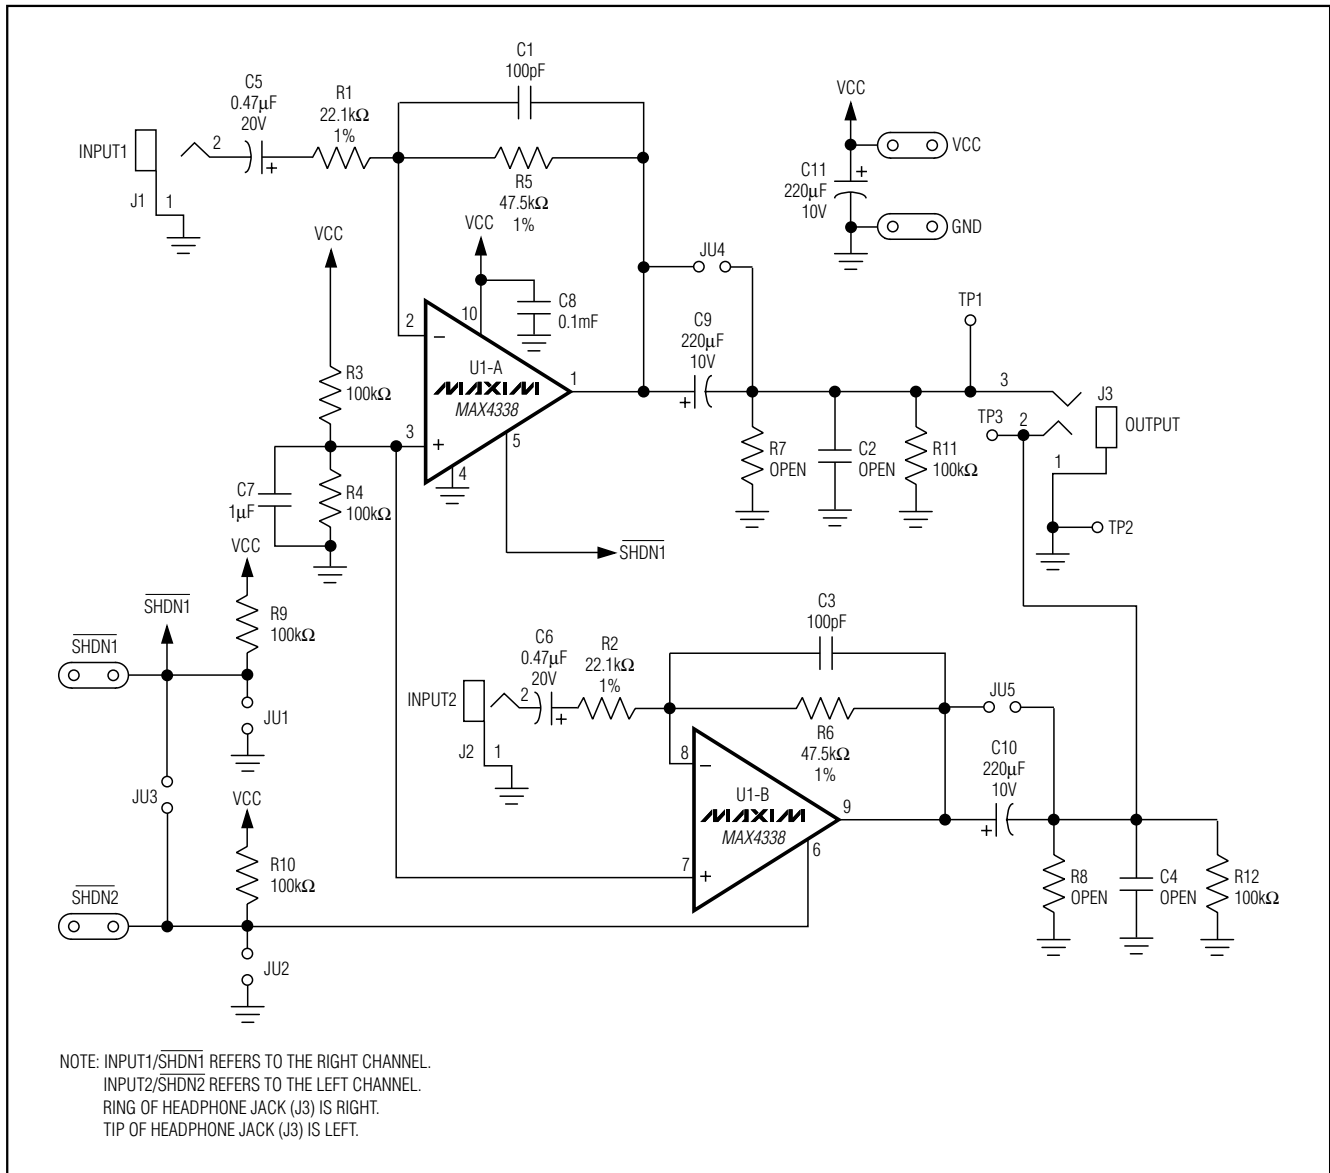 C1
100pF
C5
0.47µF
20V
R1
22.1kΩ
1%
INPUT1
2
+
J1
1
R5
47.5kΩ
1%
VCC
VCC
C11
220µF
10V
+
VCC
GND
VCC
JU4
10
C8
0.1mF
2
−
U1-A
MAXIM
MAX4338
1
3
+
4
5
R3
100kΩ
C9
220µF
10V
+
TP1
3
J3
OUTPUT
TP3
2
1
TP2
R7
OPEN
C2
OPEN
R11
100kΩ
C7
1µF
R4
100kΩ
SHDN1
VCC
SHDN1
R9
100kΩ
SHDN1
JU1
JU3
VCC
R10
100kΩ
SHDN2
JU2
C3
100pF
C6
0.47µF
20V
R2
22.1kΩ
1%
INPUT2
2
+
J2
1
R6
47.5kΩ
1%
JU5
C10
220µF
10V
+
8
−
U1-B
MAXIM
MAX4338
9
7
+
6
R8
OPEN
C4
OPEN
R12
100kΩ
NOTE: INPUT1/SHDN1 REFERS TO THE RIGHT CHANNEL.
INPUT2/SHDN2 REFERS TO THE LEFT CHANNEL.
RING OF HEADPHONE JACK (J3) IS RIGHT.
TIP OF HEADPHONE JACK (J3) IS LEFT.